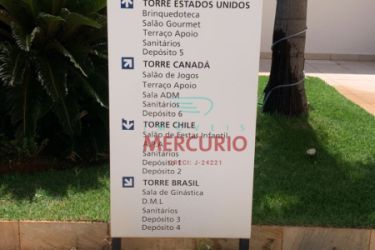 TORRE ESTADOS UNIDOS
Brinquedoteca
Salão Gourmet
Terraço Apoio
Sanitários
Depósito 5
TORRE CANADÁ
Salão de Jogos
Terraço Apoio
Sala ADM
Sanitários
Depósito 6
TORRE CHILE
Salão de Festas Infantil
Sanitários
MERCURIO
CRECI: J-24221
Depósito 1
Depósito 2
TORRE BRASIL
Sala de Ginástica
D.M.L
Sanitários
Depósito 3
Depósito 4